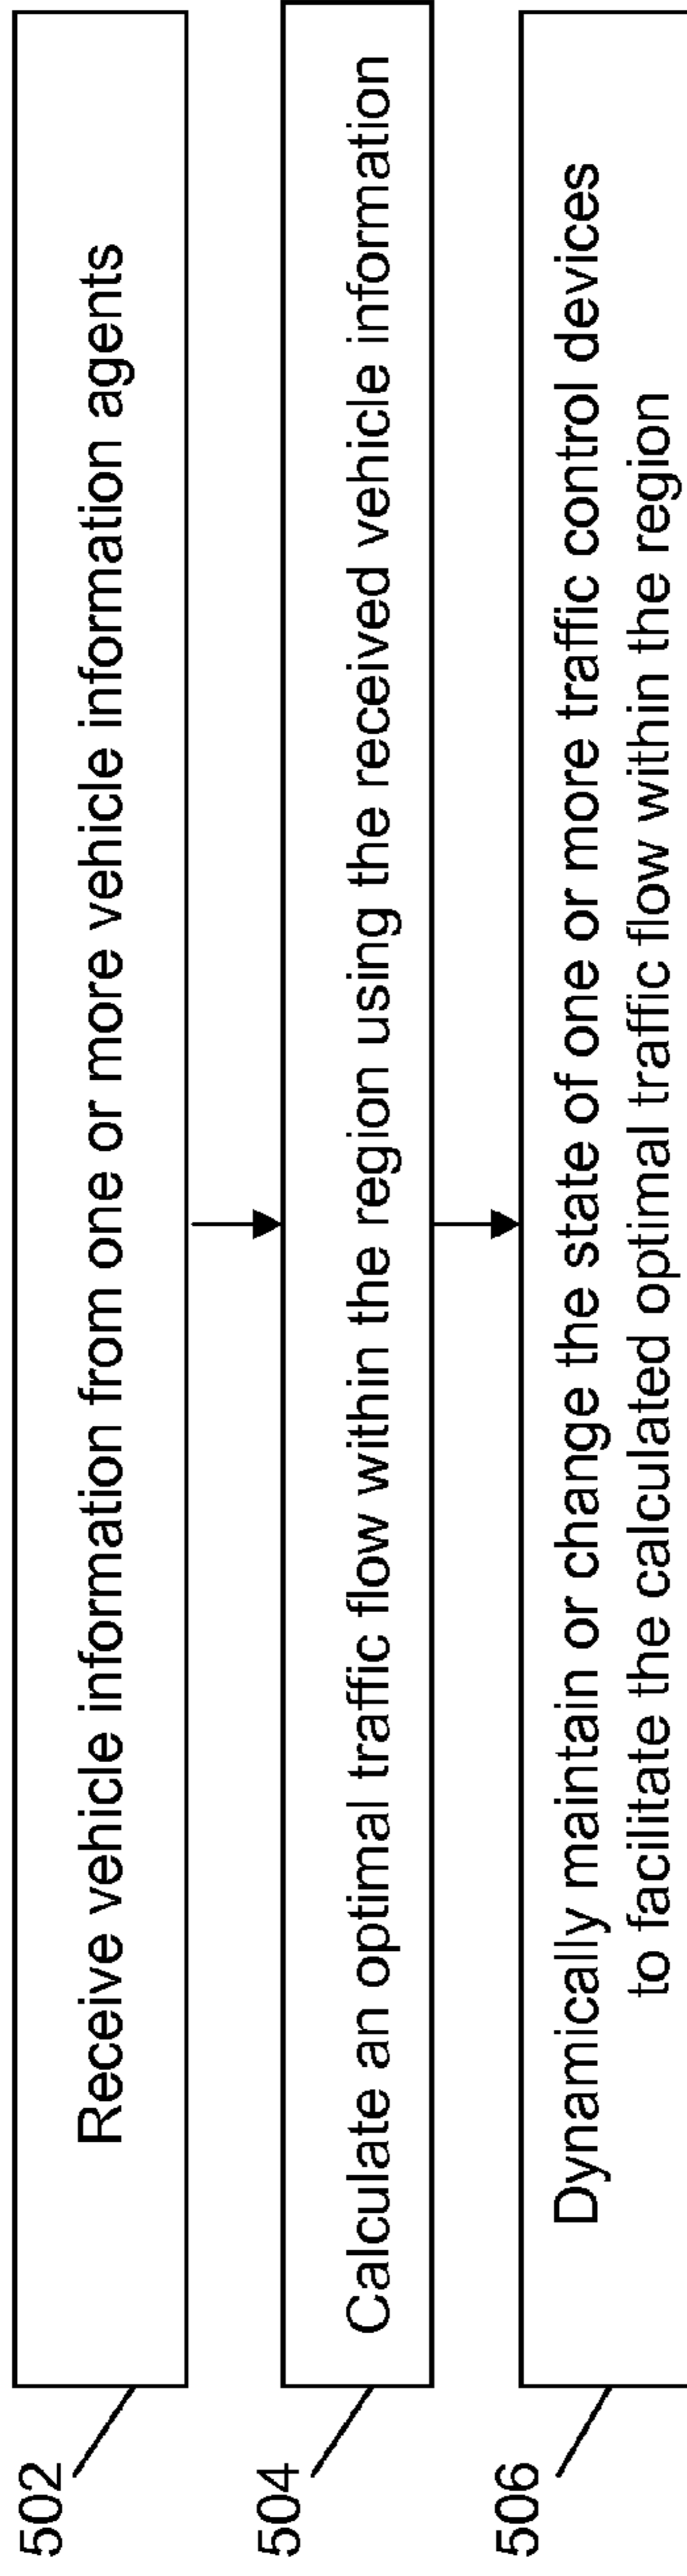 502
Receive vehicle information from one or more vehicle information agents
504
Calculate an optimal traffic flow within the region using the received vehicle information
506
Dynamically maintain or change the state of one or more traffic control devices
to facilitate the calculated optimal traffic flow within the region